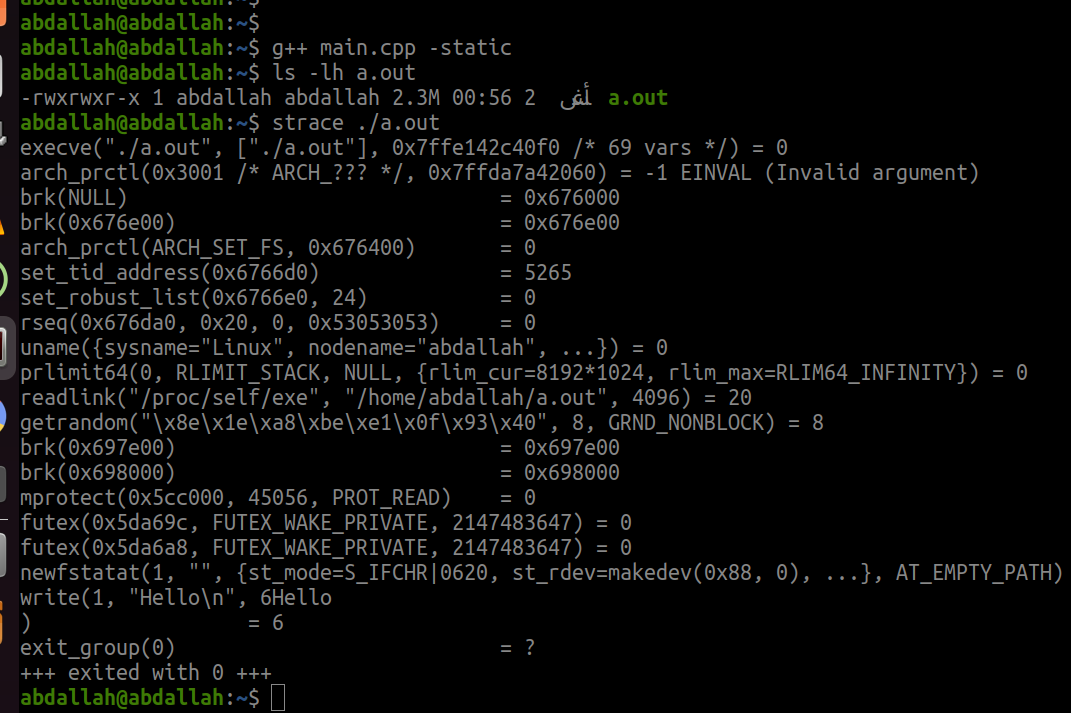 abdallah@abdallah:~$
abdallah@abdallah:~$
abdallah@abdallah:~$ g++ main.cpp -static
abdallah@abdallah:~$ ls -lh a.out
-rwxrwxr-x 1 abdallah abdallah 2.3M 00:56 2 a.out
abdallah@abdallah:~$ strace ./a.out
execve("./a.out", ["./a.out"], 0x7ffe142c40f0 /* 69 vars */) = 0
arch_prctl(0x3001 /* ARCH_??? */, 0x7ffda7a42060) = -1 EINVAL (Invalid argument)
brk(NULL) = 0x676000
brk(0x676e00) = 0x676e00
arch_prctl(ARCH_SET_FS, 0x676400) = 0
set_tid_address(0x6766d0) = 5265
set_robust_list(0x6766e0, 24) = 0
rseq(0x676da0, 0x20, 0, 0x53053053) = 0
uname({sysname="Linux", nodename="abdallah", ...}) = 0
prlimit64(0, RLIMIT_STACK, NULL, {rlim_cur=8192*1024, rlim_max=RLIM64_INFINITY}) = 0
readlink("/proc/self/exe", "/home/abdallah/a.out", 4096) = 20
getrandom("\x8e\x1e\xa8\xbe\xe1\x0f\x93\x40", 8, GRND_NONBLOCK) = 8
brk(0x697e00) = 0x697e00
brk(0x698000) = 0x698000
mprotect(0x5cc000, 45056, PROT_READ) = 0
futex(0x5da69c, FUTEX_WAKE_PRIVATE, 2147483647) = 0
futex(0x5da6a8, FUTEX_WAKE_PRIVATE, 2147483647) = 0
newfstatat(1, "", {st_mode=S_IFCHR|0620, st_rdev=makedev(0x88, 0), ...}, AT_EMPTY_PATH)
write(1, "Hello\n", 6Hello
) = 6
exit_group(0) = ?
+++ exited with 0 +++
abdallah@abdallah:~$